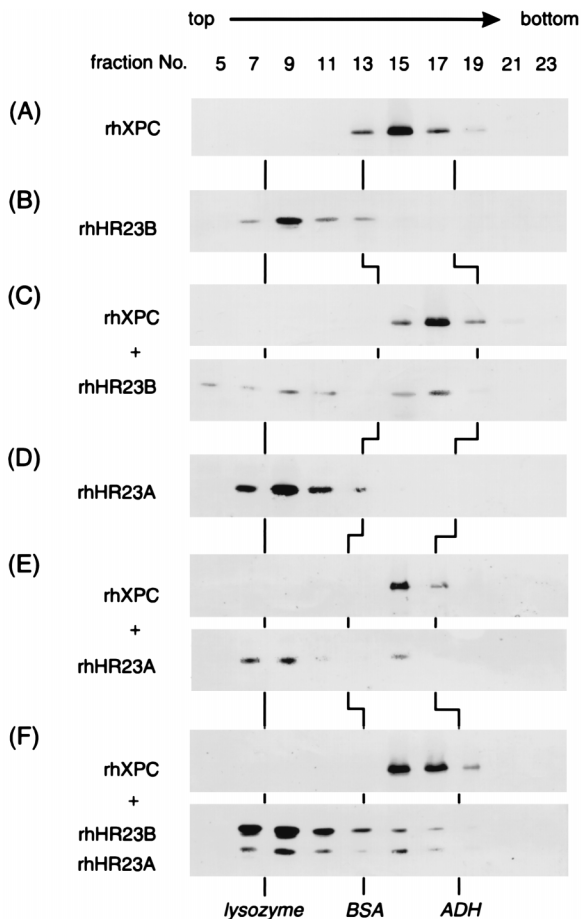 top bottom
fraction No. 5 7 9 11 13 15 17 19 21 23
(A)
rhXPC
(B)
rhHR23B
(C)
rhXPC
+
rhHR23B
(D)
rhHR23A
(E)
rhXPC
+
rhHR23A
(F)
rhXPC
+
rhHR23B
rhHR23A
lysozyme BSA ADH